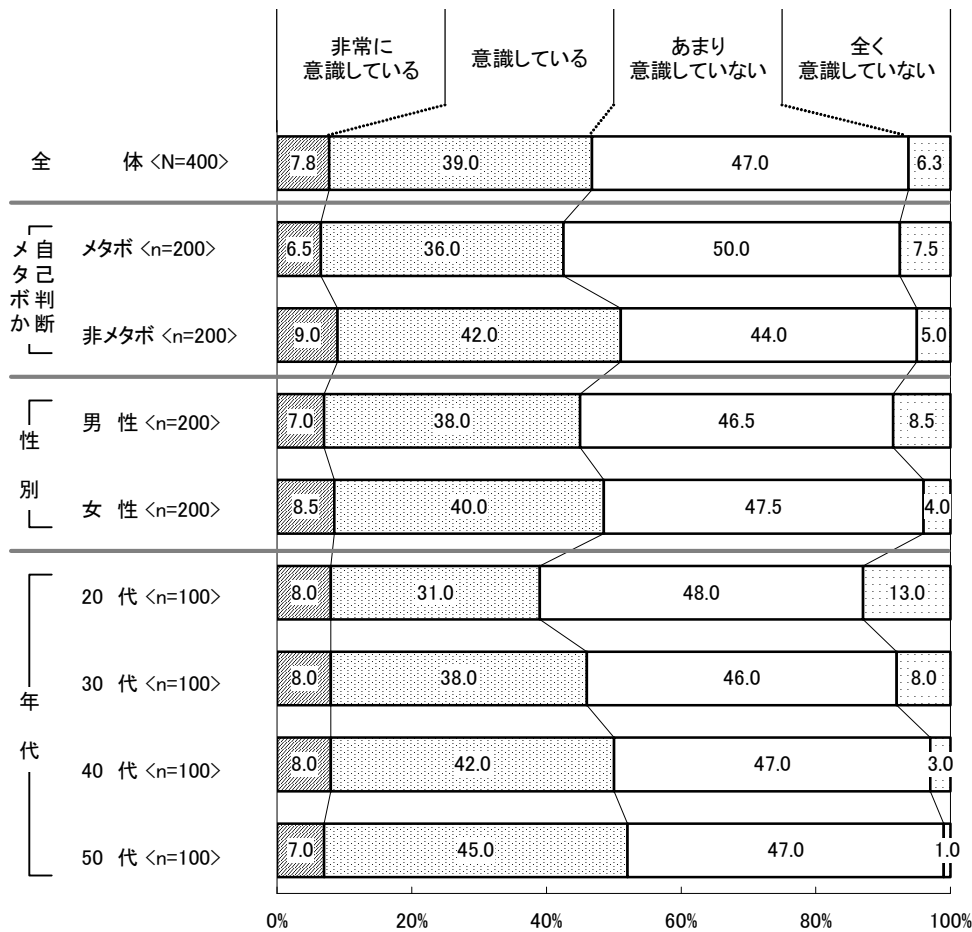 非常に
意識している
意識している
あまり
意識していない
全く
意識していない
全 体 <N=400>
7.8 39.0 47.0 6.3
自己判断
メタボか
メタボ <n=200>
6.5 36.0 50.0 7.5
非メタボ <n=200>
9.0 42.0 44.0 5.0
性別
男 性 <n=200>
7.0 38.0 46.5 8.5
女 性 <n=200>
8.5 40.0 47.5 4.0
年代
20 代 <n=100>
8.0 31.0 48.0 13.0
30 代 <n=100>
8.0 38.0 46.0 8.0
40 代 <n=100>
8.0 42.0 47.0 3.0
50 代 <n=100>
7.0 45.0 47.0 1.0
0% 20% 40% 60% 80% 100%